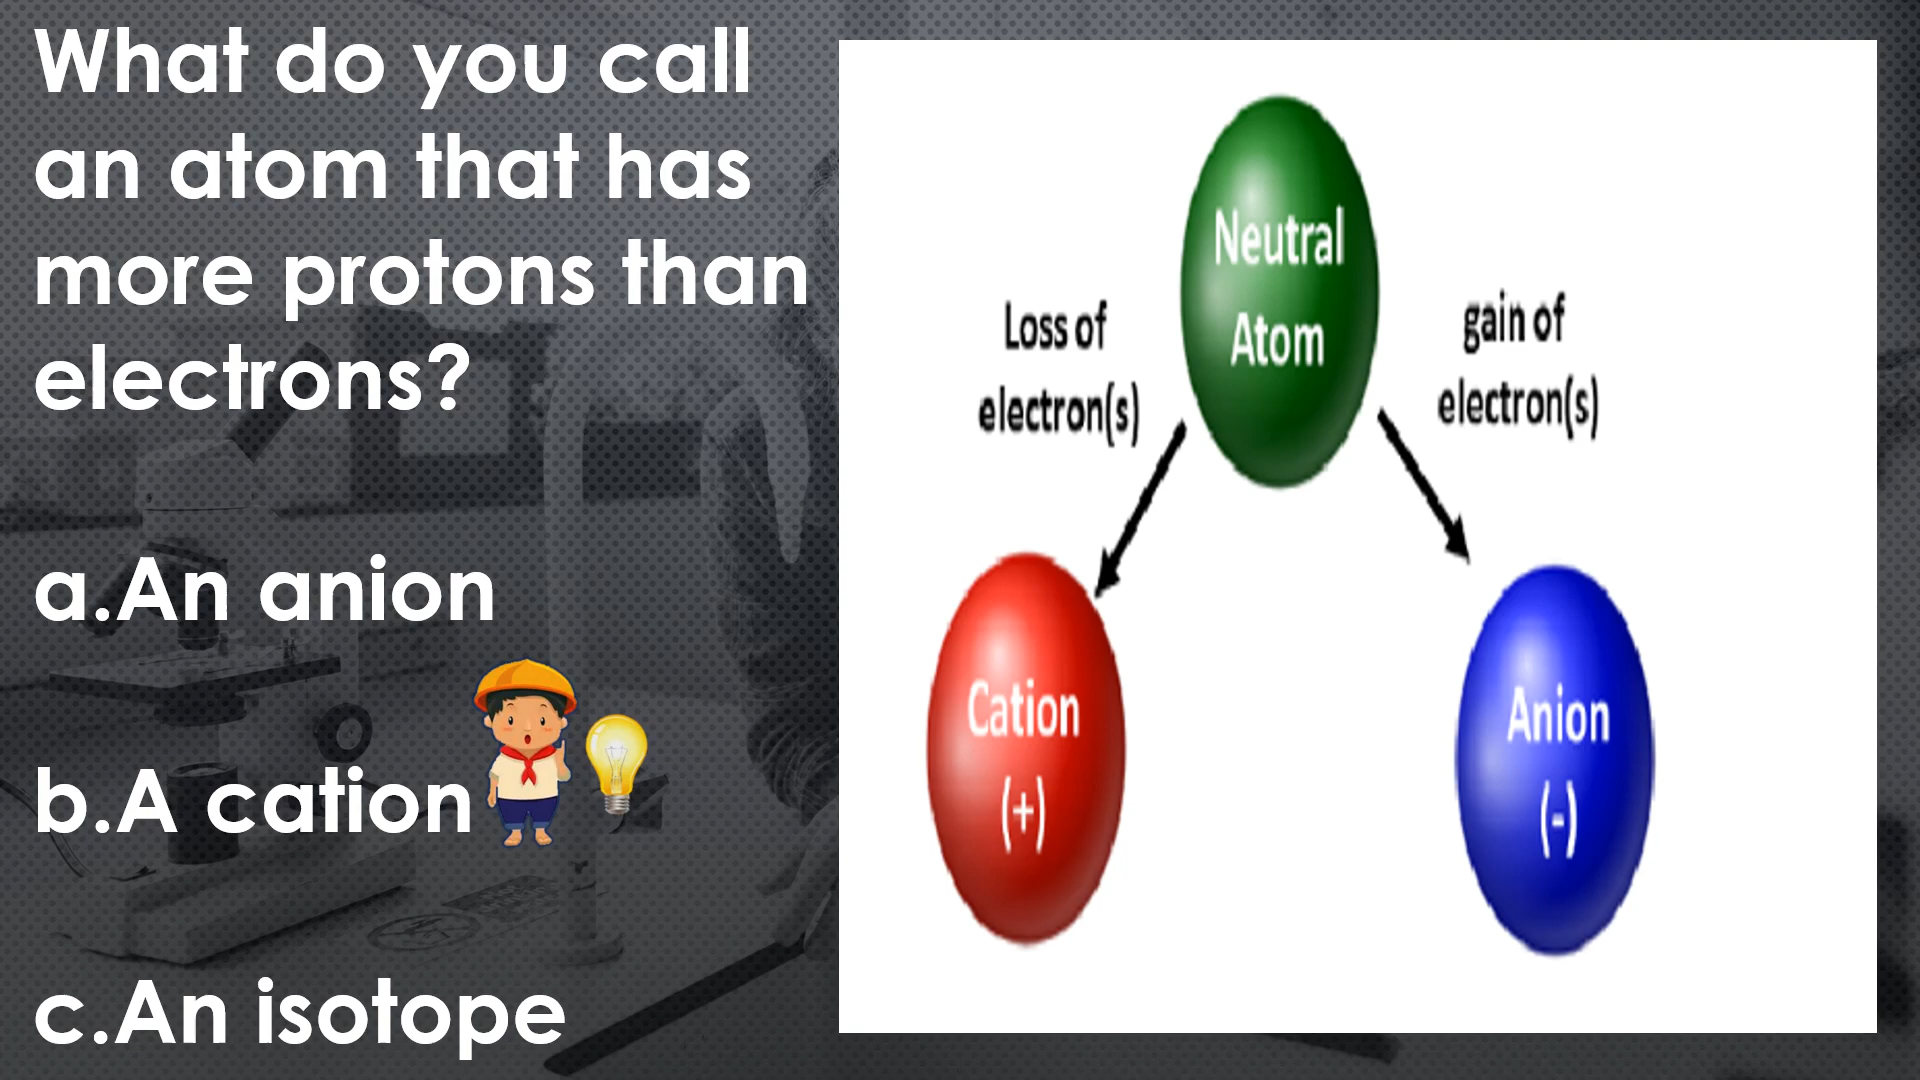 What do you call
an atom that has
more protons than
electrons?
a.An anion
b.A cation
c.An isotope
Neutral
Atom
Loss of
electron(s)
gain of
electron(s)
Cation
(+)
Anion
(-)